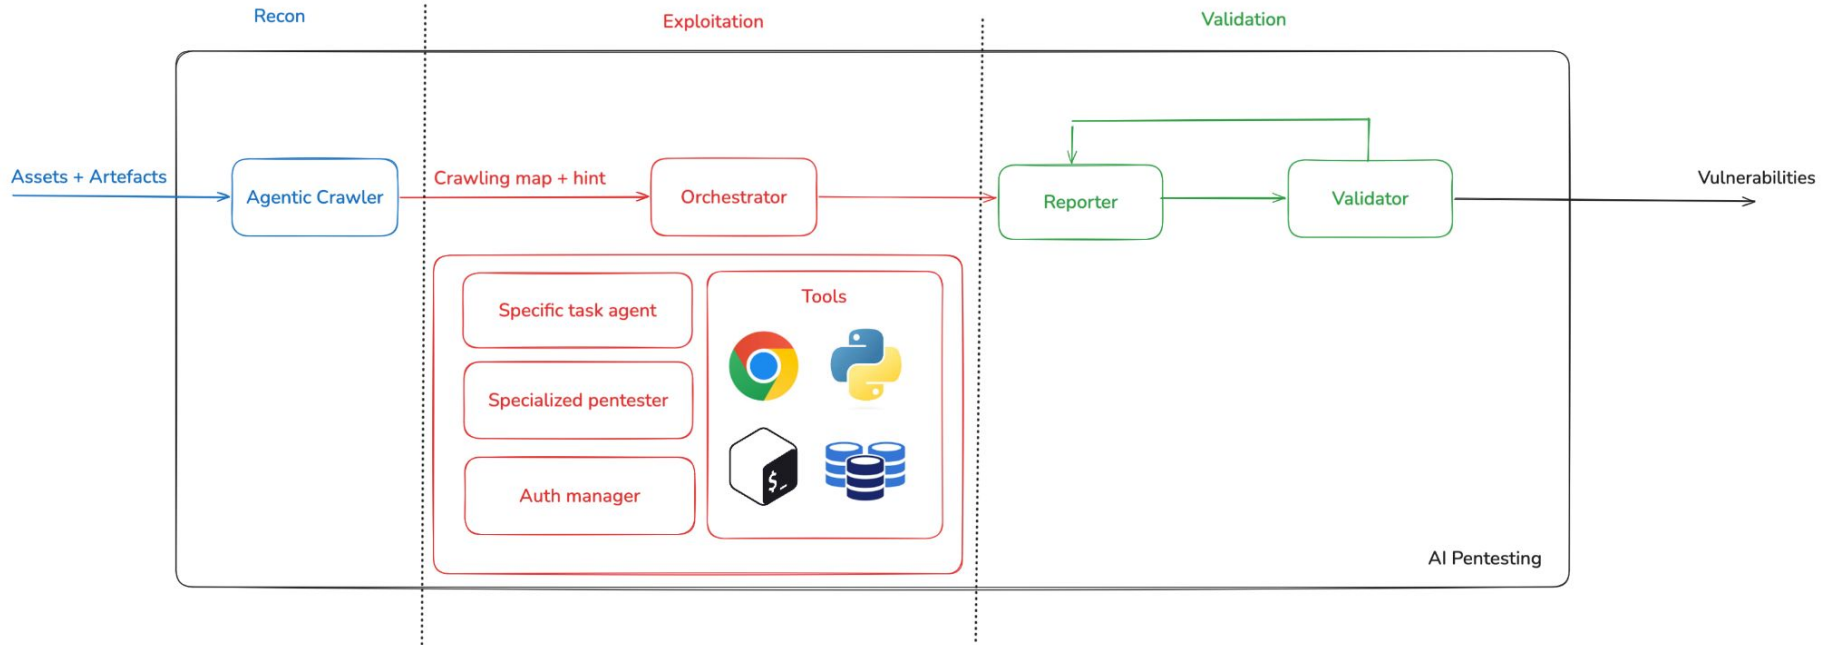 Recon
Exploitation
Validation
Assets + Artefacts
Agentic Crawler
Crawling map + hint
Orchestrator
Reporter
Validator
Vulnerabilities
Specific task agent
Specialized pentester
Auth manager
Tools
$_
AI Pentesting